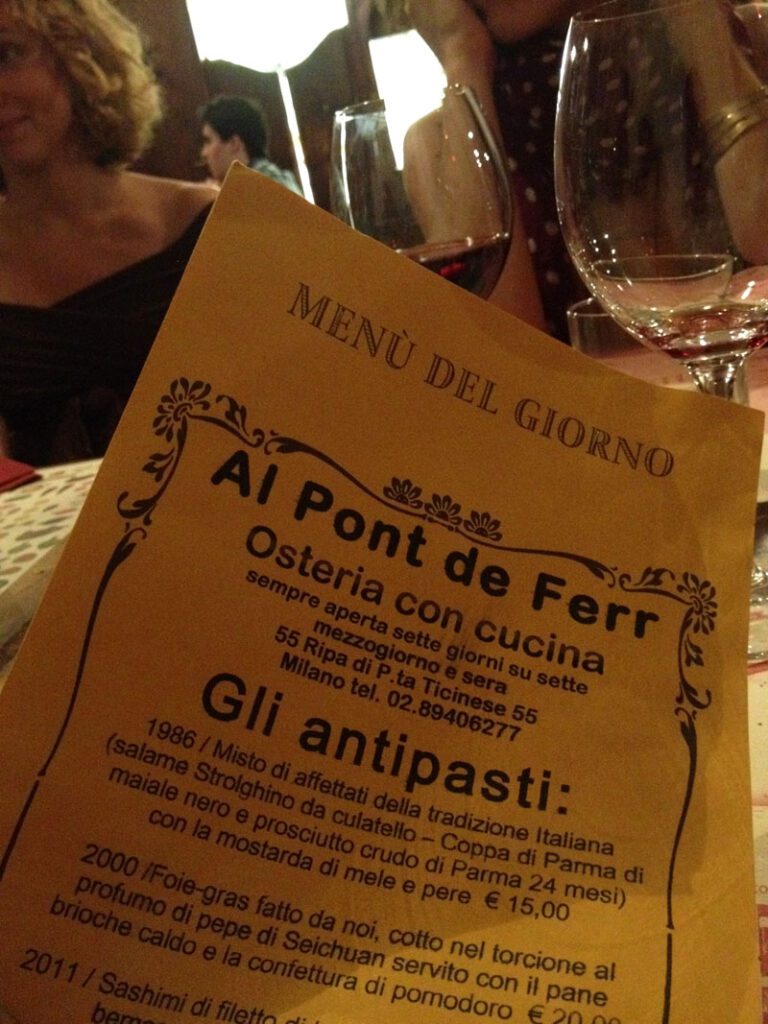 MENÙ DEL GIORNO
Al Pont de Ferr
Osteria con cucina
sempre aperta sette giorni su sette
mezzogiorno e sera
55 Ripa di P.ta Ticinese 55
Milano tel. 02.89406277
Gli antipasti:
1986 / Misto di affettati della tradizione Italiana
(salame Strolghino da culatello – Coppa di Parma di
maiale nero e prosciutto crudo di Parma 24 mesi)
con la mostarda di mele e pere € 15,00
2000 /Foie-gras fatto da noi, cotto nel torcione al
profumo di pepe di Seichuan servito con il pane
brioche caldo e la confettura di pomodoro € 20,00
2011 / Sashimi di filetto di